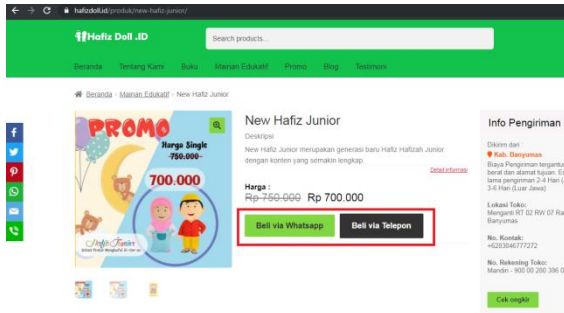 hafizdoll.id/produk/new-hafiz-junior/
Hafiz Doll .ID
Search products...
Beranda
Tentang Kami
Buku
Mainan Edukatif
Promo
Blog
Testimoni
Beranda › Mainan Edukatif › New Hafiz Junior
PROMO
Harga Single
750.000
700.000
Hafiz Junior
New Hafiz Junior
Deskripsi
New Hafiz Junior merupakan generasi baru Hafiz Hafizah Junior
dengan konten yang semakin lengkap.
Detail informasi
Harga :
Rp 750.000 Rp 700.000
Beli via Whatsapp
Beli via Telepon
Info Pengiriman
Dikirim dari :
Kab. Banyumas
Biaya Pengiriman tergantu
berat dan alamat tujuan. Es
lama pengiriman 2-4 Hari (
3-6 Hari (Luar Jawa)
Lokasi Toko:
Menganti RT 02 RW 07 Ra
Banyumas
No. Kontak:
+6283846777272
No. Rekening Toko:
Mandiri - 900 00 200 386 0
Cek ongkir